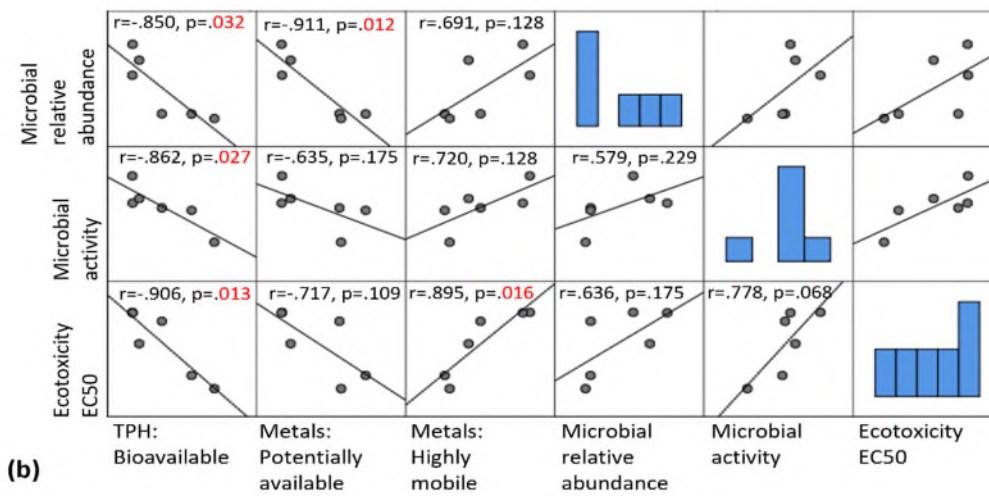 r=-.850, p=.032 r=-.911, p=.012 r=.691, p=.128
Microbial
relative
abundance
r=-.862, p=.027 r=-.635, p=.175 r=.720, p=.128 r=.579, p=.229
Microbial
activity
r=-.906, p=.013 r=-.717, p=.109 r=.895, p=.016 r=.636, p=.175 r=.778, p=.068
Ecotoxicity
EC50
TPH: Metals: Metals: Microbial Microbial Ecotoxicity
Bioavailable Potentially Highly relative activity EC50
available mobile abundance
(b)